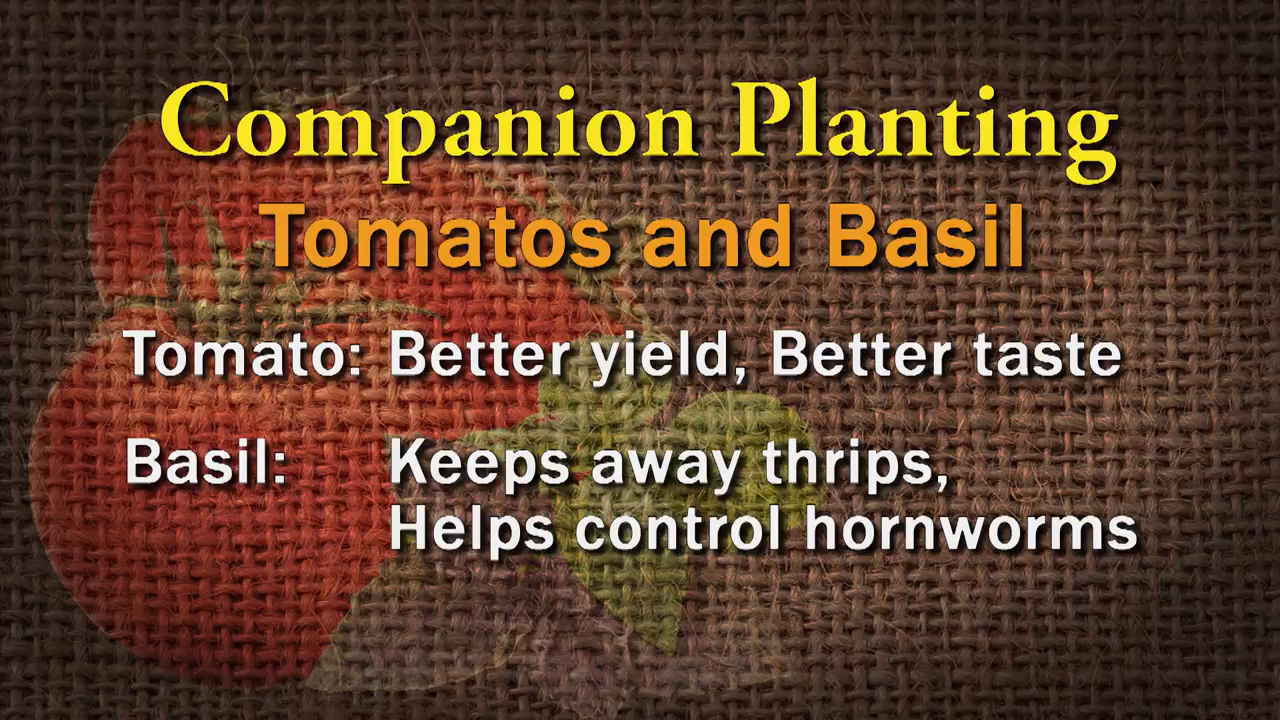 Companion Planting
Tomatos and Basil
Tomato: Better yield, Better taste
Basil: Keeps away thrips,
Helps control hornworms